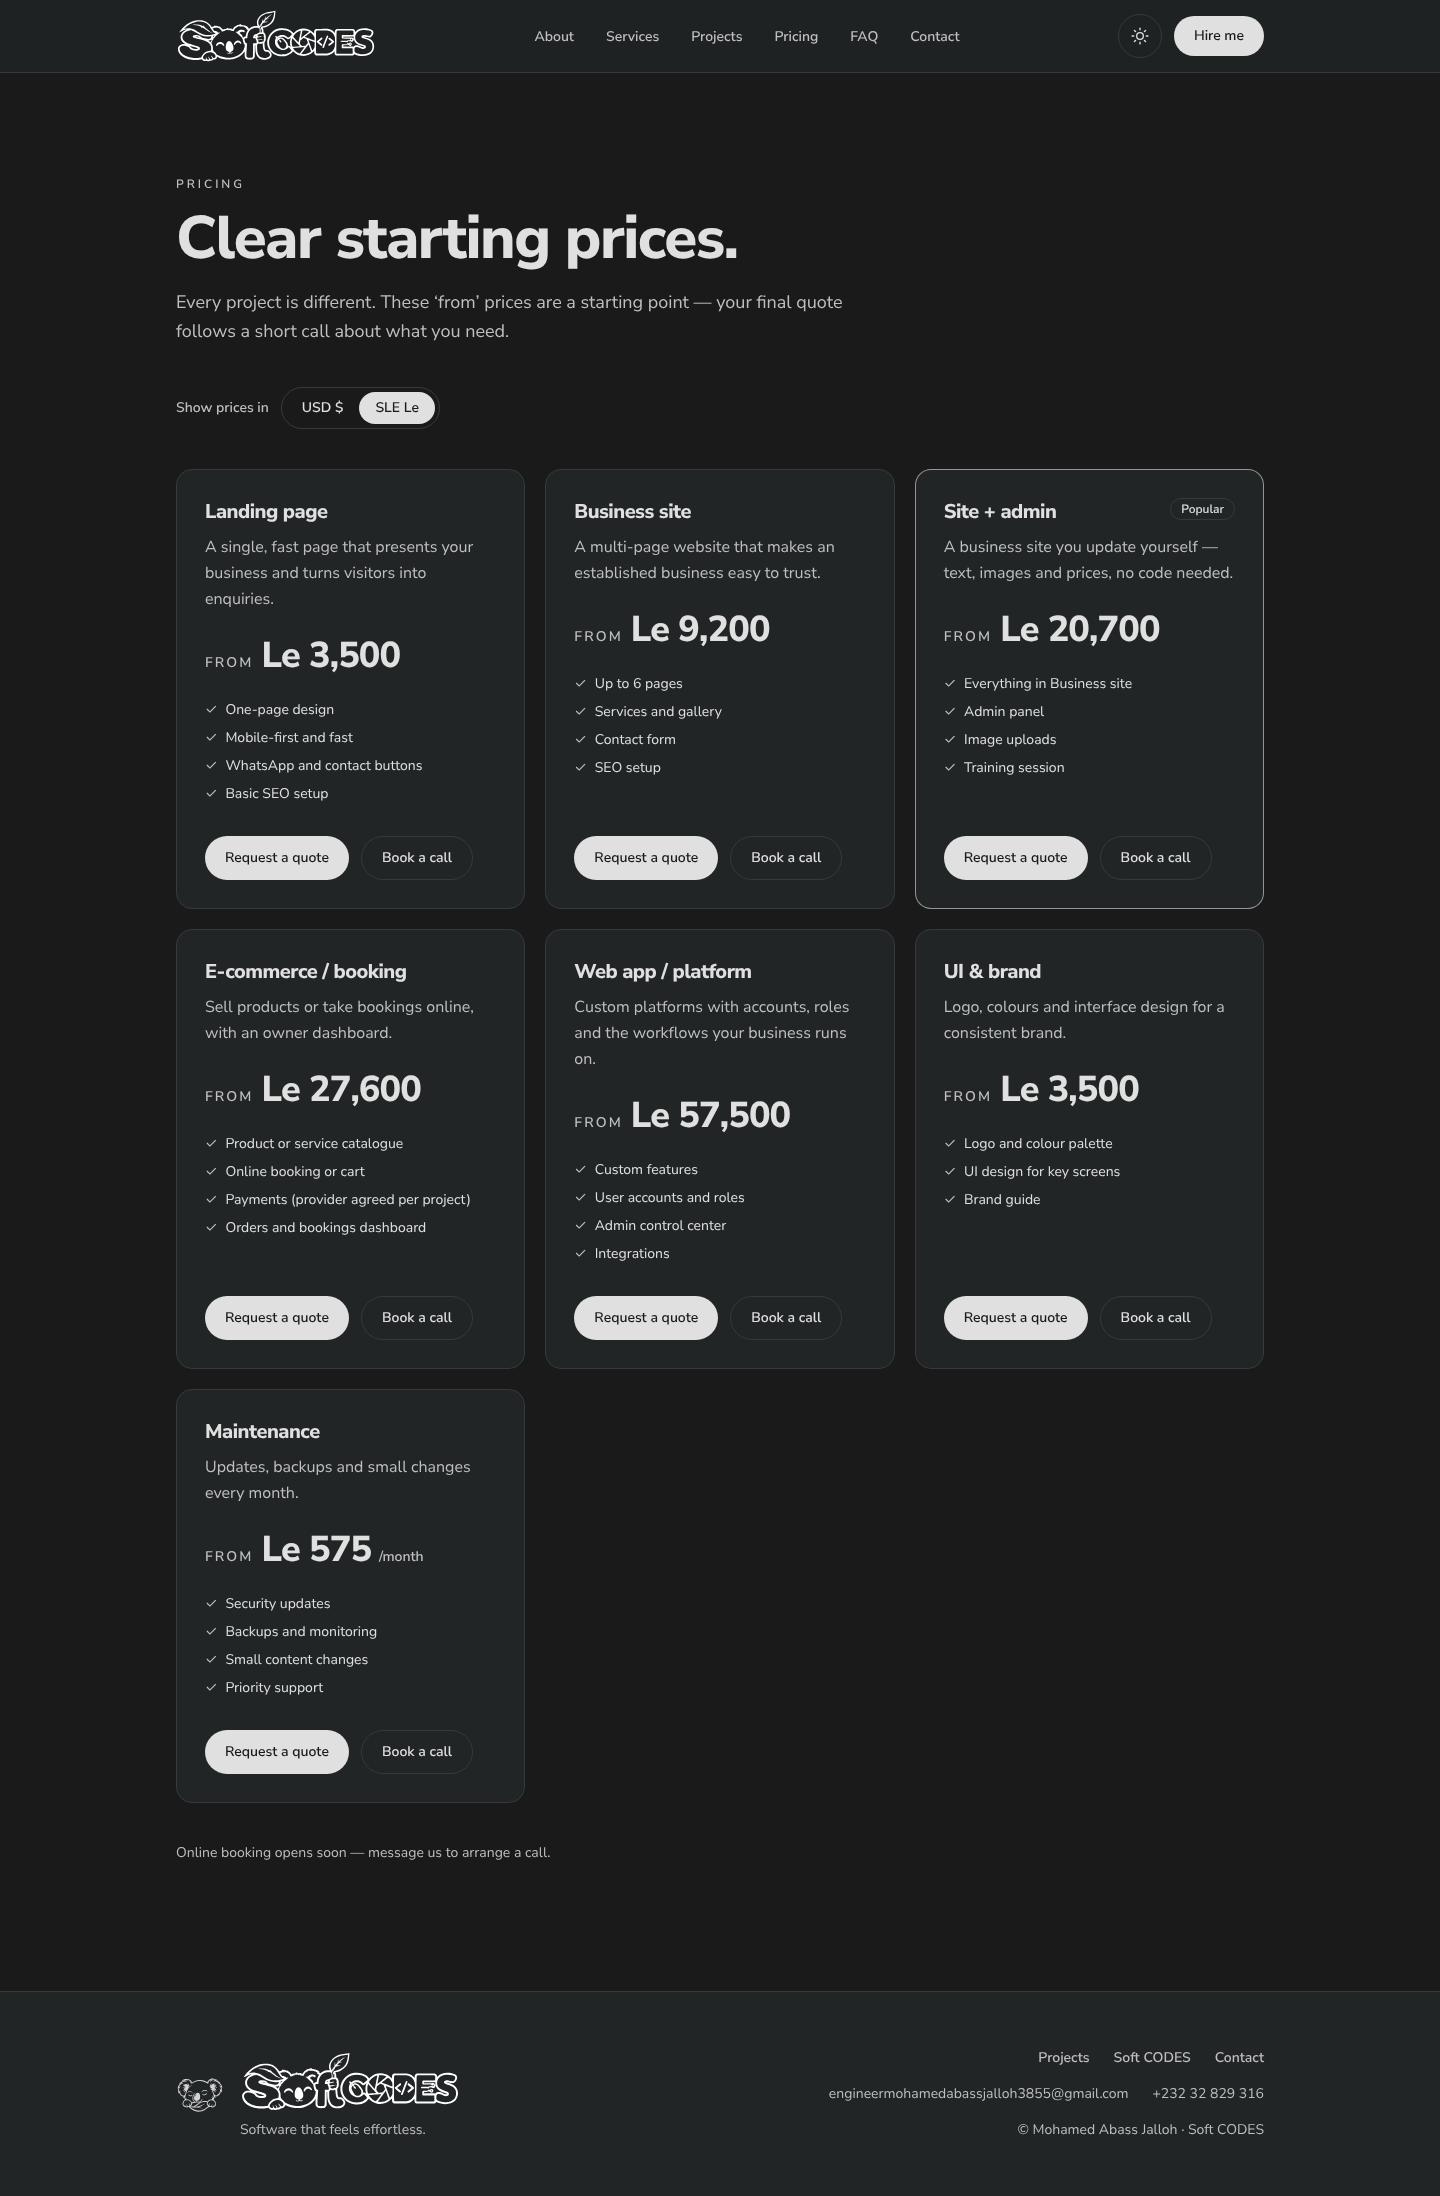 Soft CODES
About Services Projects Pricing FAQ Contact
Hire me
PRICING
Clear starting prices.
Every project is different. These ‘from’ prices are a starting point — your final quote
follows a short call about what you need.
Show prices in USD $ SLE Le
Landing page
A single, fast page that presents your
business and turns visitors into
enquiries.
FROM Le 3,500
✓ One-page design
✓ Mobile-first and fast
✓ WhatsApp and contact buttons
✓ Basic SEO setup
Request a quote Book a call
Business site
A multi-page website that makes an
established business easy to trust.
FROM Le 9,200
✓ Up to 6 pages
✓ Services and gallery
✓ Contact form
✓ SEO setup
Request a quote Book a call
Site + admin Popular
A business site you update yourself —
text, images and prices, no code needed.
FROM Le 20,700
✓ Everything in Business site
✓ Admin panel
✓ Image uploads
✓ Training session
Request a quote Book a call
E-commerce / booking
Sell products or take bookings online,
with an owner dashboard.
FROM Le 27,600
✓ Product or service catalogue
✓ Online booking or cart
✓ Payments (provider agreed per project)
✓ Orders and bookings dashboard
Request a quote Book a call
Web app / platform
Custom platforms with accounts, roles
and the workflows your business runs
on.
FROM Le 57,500
✓ Custom features
✓ User accounts and roles
✓ Admin control center
✓ Integrations
Request a quote Book a call
UI & brand
Logo, colours and interface design for a
consistent brand.
FROM Le 3,500
✓ Logo and colour palette
✓ UI design for key screens
✓ Brand guide
Request a quote Book a call
Maintenance
Updates, backups and small changes
every month.
FROM Le 575 /month
✓ Security updates
✓ Backups and monitoring
✓ Small content changes
✓ Priority support
Request a quote Book a call
Online booking opens soon — message us to arrange a call.
Soft CODES
Software that feels effortless.
Projects Soft CODES Contact
engineermohamedabassjalloh3855@gmail.com +232 32 829 316
© Mohamed Abass Jalloh · Soft CODES